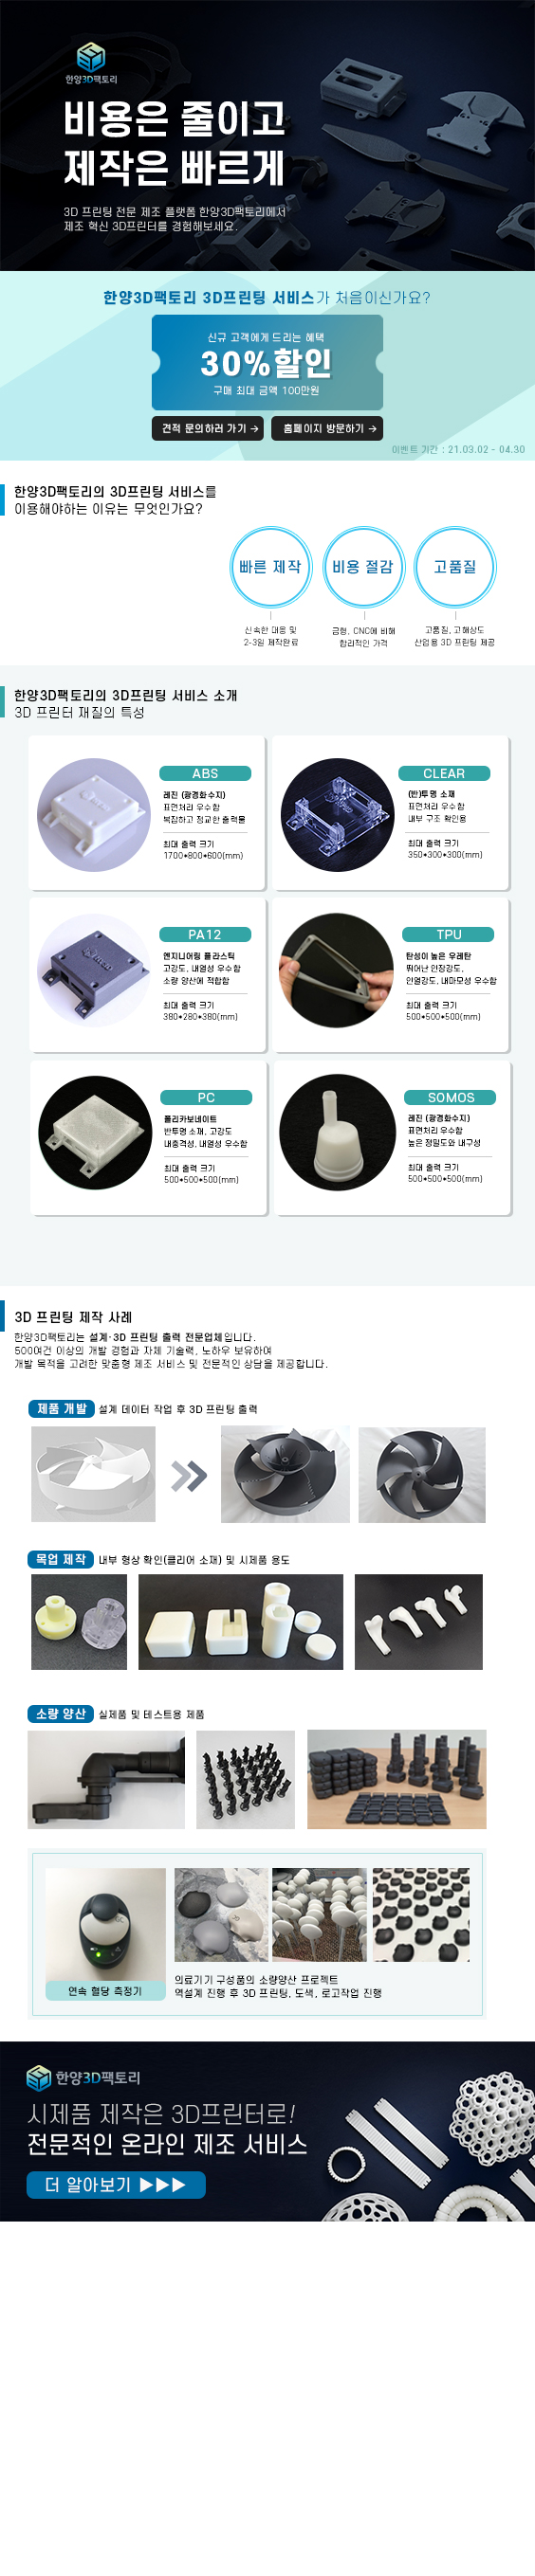 한양3D팩토리
비용은 줄이고
제작은 빠르게
3D 프린팅 전문 제조 플랫폼 한양3D팩토리에서
제조 혁신 3D프린터를 경험해보세요.
한양3D팩토리 3D프린팅 서비스가 처음이신가요?
신규 고객에게 드리는 혜택
30%할인
구매 최대 금액 100만원
견적 문의하러 가기 →
홈페이지 방문하기 →
이벤트 기간 : 21.03.02 - 04.30
한양3D팩토리의 3D프린팅 서비스를
이용해야하는 이유는 무엇인가요?
빠른 제작
비용 절감
고품질
신속한 대응 및
2-3일 제작완료
금형, CNC에 비해
합리적인 가격
고품질, 고해상도
산업용 3D 프린팅 제공
한양3D팩토리의 3D프린팅 서비스 소개
3D 프린터 재질의 특성
ABS
레진 (광경화수지)
표면처리 우수함
복잡하고 정교한 출력물
최대 출력 크기
1700*800*600(mm)
CLEAR
(반)투명 소재
표면처리 우수함
내부 구조 확인용
최대 출력 크기
350*300*300(mm)
PA12
엔지니어링 플라스틱
고강도, 내열성 우수함
소량 양산에 적합함
최대 출력 크기
380*280*380(mm)
TPU
탄성이 높은 우레탄
뛰어난 인장강도,
인열강도, 내마모성 우수함
최대 출력 크기
500*500*500(mm)
PC
폴리카보네이트
반투명 소재, 고강도
내충격성, 내열성 우수함
최대 출력 크기
500*500*500(mm)
SOMOS
레진 (광경화수지)
표면처리 우수함
높은 정밀도와 내구성
최대 출력 크기
500*500*500(mm)
3D 프린팅 제작 사례
한양3D팩토리는 설계·3D 프린팅 출력 전문업체입니다.
500여건 이상의 개발 경험과 자체 기술력, 노하우 보유하여
개발 목적을 고려한 맞춤형 제조 서비스 및 전문적인 상담을 제공합니다.
제품 개발 설계 데이터 작업 후 3D 프린팅 출력
목업 제작 내부 형상 확인(클리어 소재) 및 시제품 용도
소량 양산 실제품 및 테스트용 제품
연속 혈당 측정기
의료기기 구성품의 소량양산 프로젝트
역설계 진행 후 3D 프린팅, 도색, 로고작업 진행
한양3D팩토리
시제품 제작은 3D프린터로!
전문적인 온라인 제조 서비스
더 알아보기 ▶▶▶